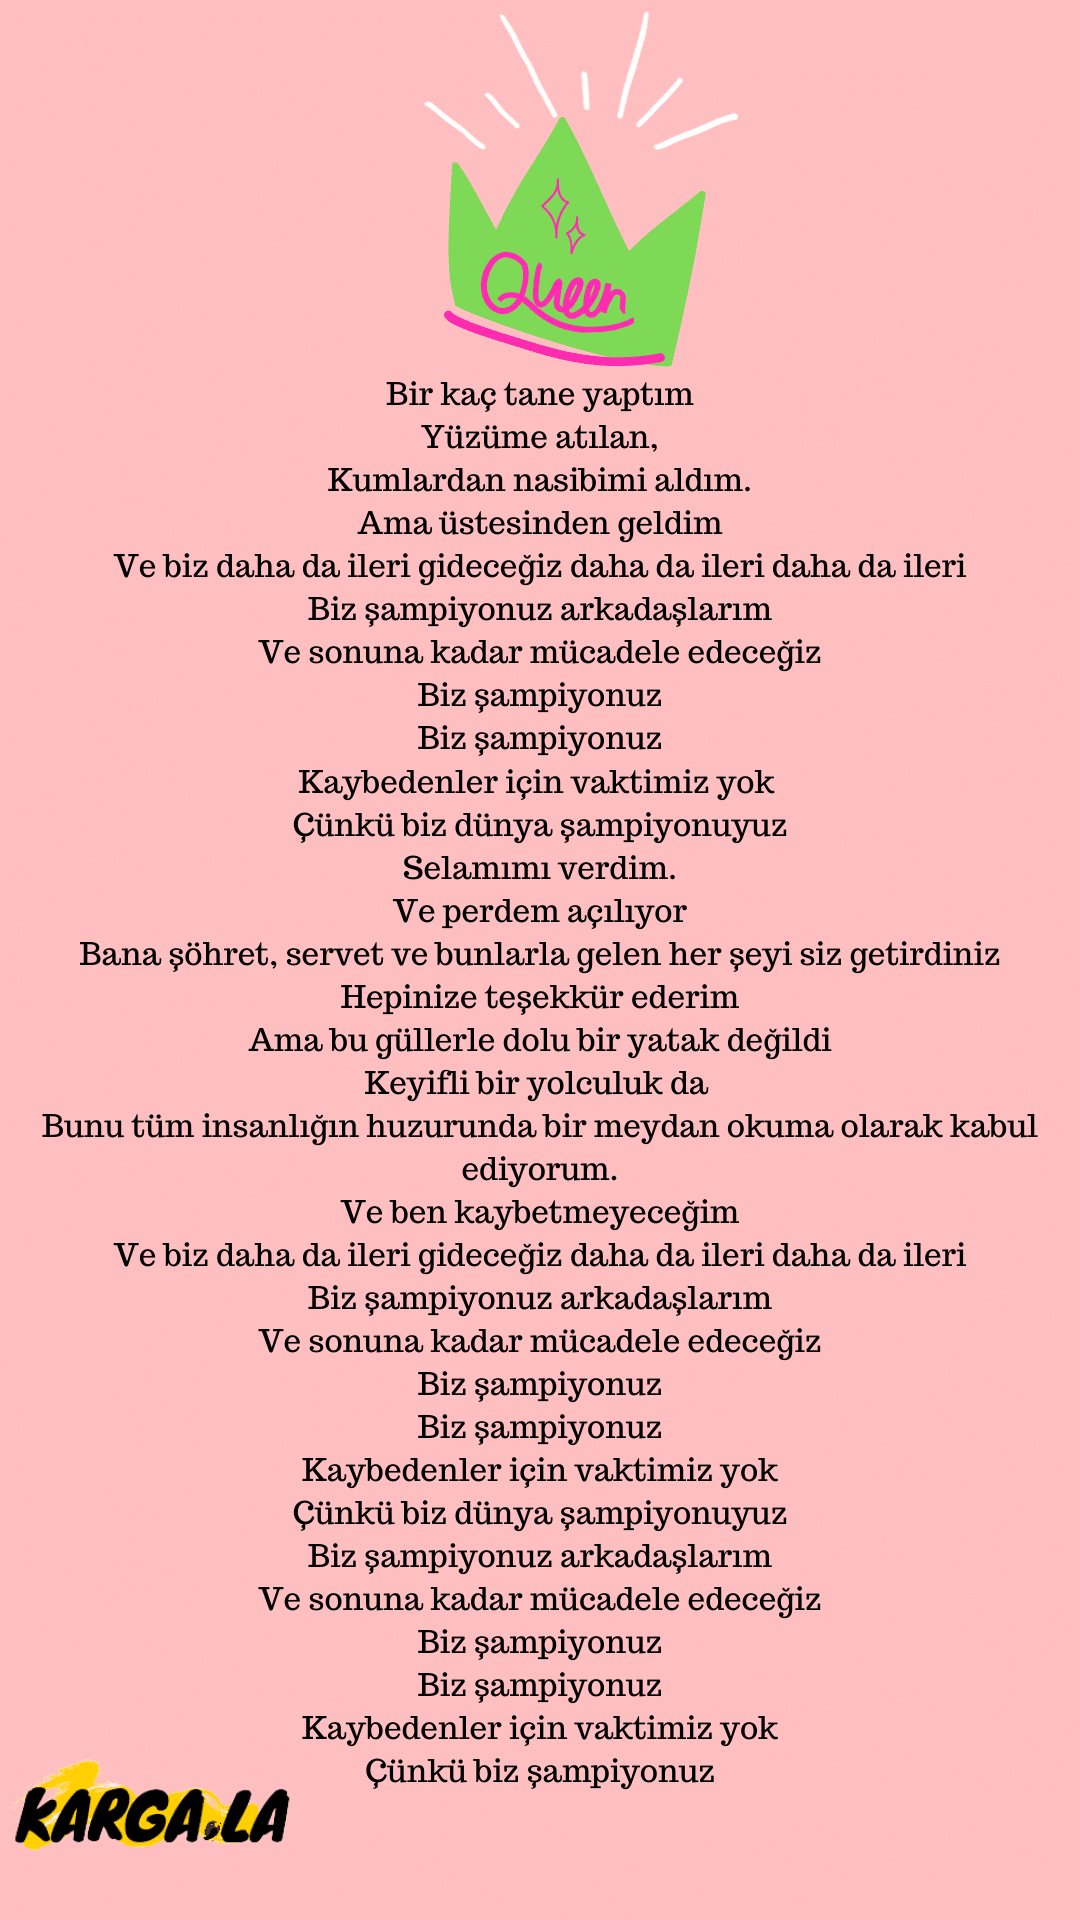 Queen
Bir kaç tane yaptım
Yüzüme atılan,
Kumlardan nasibimi aldım.
Ama üstesinden geldim
Ve biz daha da ileri gideceğiz daha da ileri daha da ileri
Biz şampiyonuz arkadaşlarım
Ve sonuna kadar mücadele edeceğiz
Biz şampiyonuz
Biz şampiyonuz
Kaybedenler için vaktimiz yok
Çünkü biz dünya şampiyonuyuz
Selamımı verdim.
Ve perdem açılıyor
Bana şöhret, servet ve bunlarla gelen her şeyi siz getirdiniz
Hepinize teşekkür ederim
Ama bu güllerle dolu bir yatak değildi
Keyifli bir yolculuk da
Bunu tüm insanlığın huzurunda bir meydan okuma olarak kabul
ediyorum.
Ve ben kaybetmeyeceğim
Ve biz daha da ileri gideceğiz daha da ileri daha da ileri
Biz şampiyonuz arkadaşlarım
Ve sonuna kadar mücadele edeceğiz
Biz şampiyonuz
Biz şampiyonuz
Kaybedenler için vaktimiz yok
Çünkü biz dünya şampiyonuyuz
Biz şampiyonuz arkadaşlarım
Ve sonuna kadar mücadele edeceğiz
Biz şampiyonuz
Biz şampiyonuz
Kaybedenler için vaktimiz yok
Çünkü biz şampiyonuz
KARGA.LA